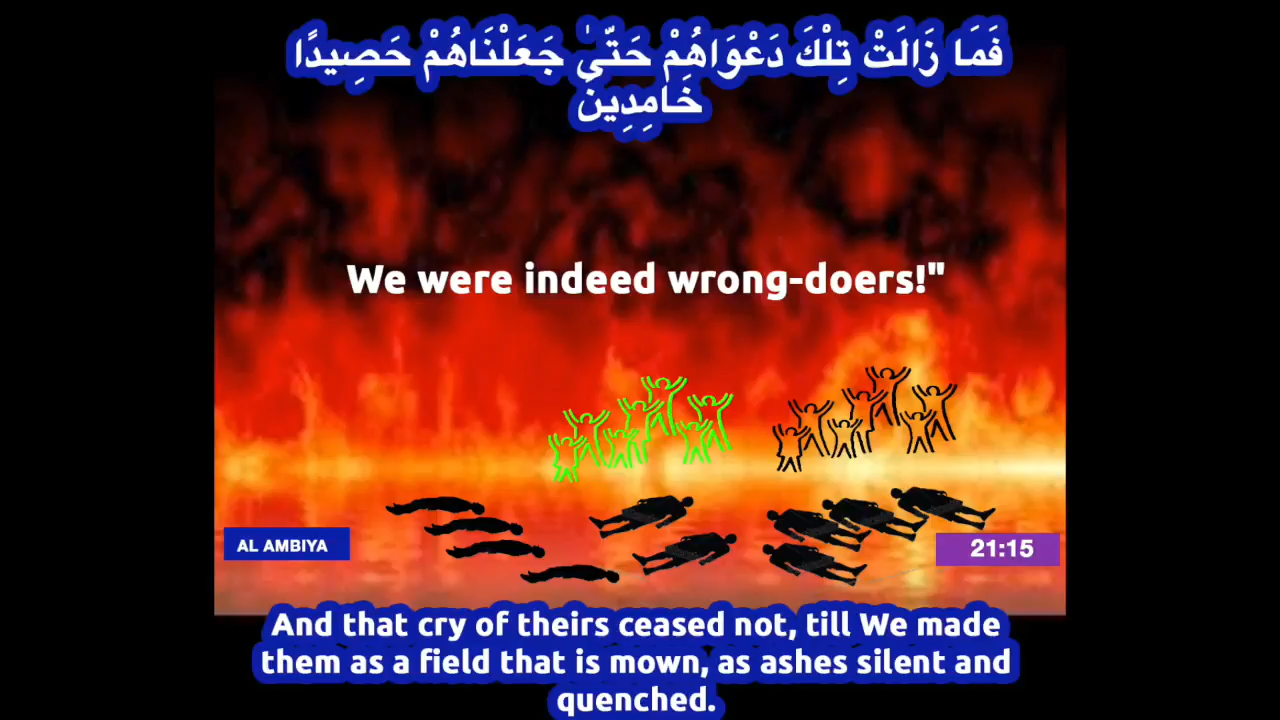 فَمَا زَالَتْ تِلْكَ دَعْوَاهُمْ حَتَّىٰ جَعَلْنَاهُمْ حَصِيدًا
خَامِدِينَ
We were indeed wrong-doers!"
AL AMBIYA
21:15
And that cry of theirs ceased not, till We made
them as a field that is mown, as ashes silent and
quenched.